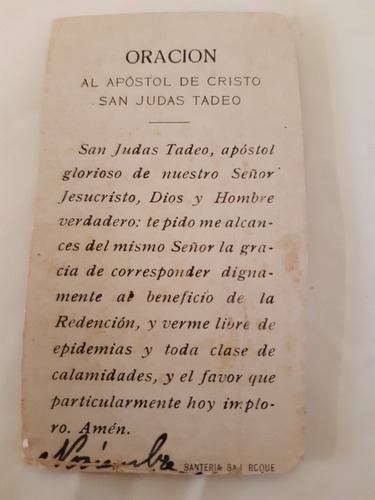 ORACION
AL APÓSTOL DE CRISTO
SAN JUDAS TADEO
San Judas Tadeo, apóstol
glorioso de nuestro Señor
Jesucristo, Dios y Hombre
verdadero: te pido me alcan-
ces del mismo Señor la gra-
cia de corresponder digna-
mente al beneficio de la
Redención, y verme libre de
epidemias y toda clase de
calamidades, y el favor que
particularmente hoy implo-
ro. Amén.
Noviembre
SANTERIA SAN ROQUE